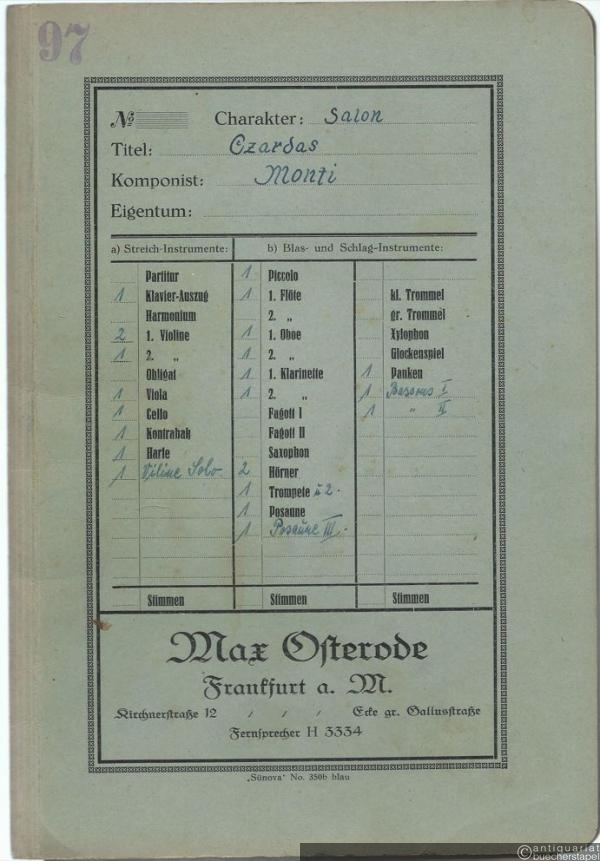 97
№ Charakter: Salon
Titel: Czardas
Komponist: Monti
Eigentum:
a) Streich-Instrumente: b) Blas- und Schlag-Instrumente:
Partitur
1 Klavier-Auszug
Harmonium
2 1. Violine
1 2. „
Obligat
1 Viola
1 Cello
1 Kontrabaß
1 Harfe
1 Viline Solo
Stimmen
1 Piccolo
1 1. Flöte
2. „
1 1. Oboe
1 2. „
1 1. Klarinette
1 2. „
Fagott I
Fagott II
Saxophon
2 Hörner
1 Trompete ü 2.
1 Posaune
1 Posaune III.
Stimmen
kl. Trommel
gr. Trommel
Xylophon
Glockenspiel
1 Pauken
1 I
1 „ II
Stimmen
Max Osterode
Frankfurt a. M.
Kirchnerstraße 12 / / / Ecke gr. Gallusstraße
Fernsprecher H 3334
„Sünova" No. 350b blau
antiquariat
buecherstapel